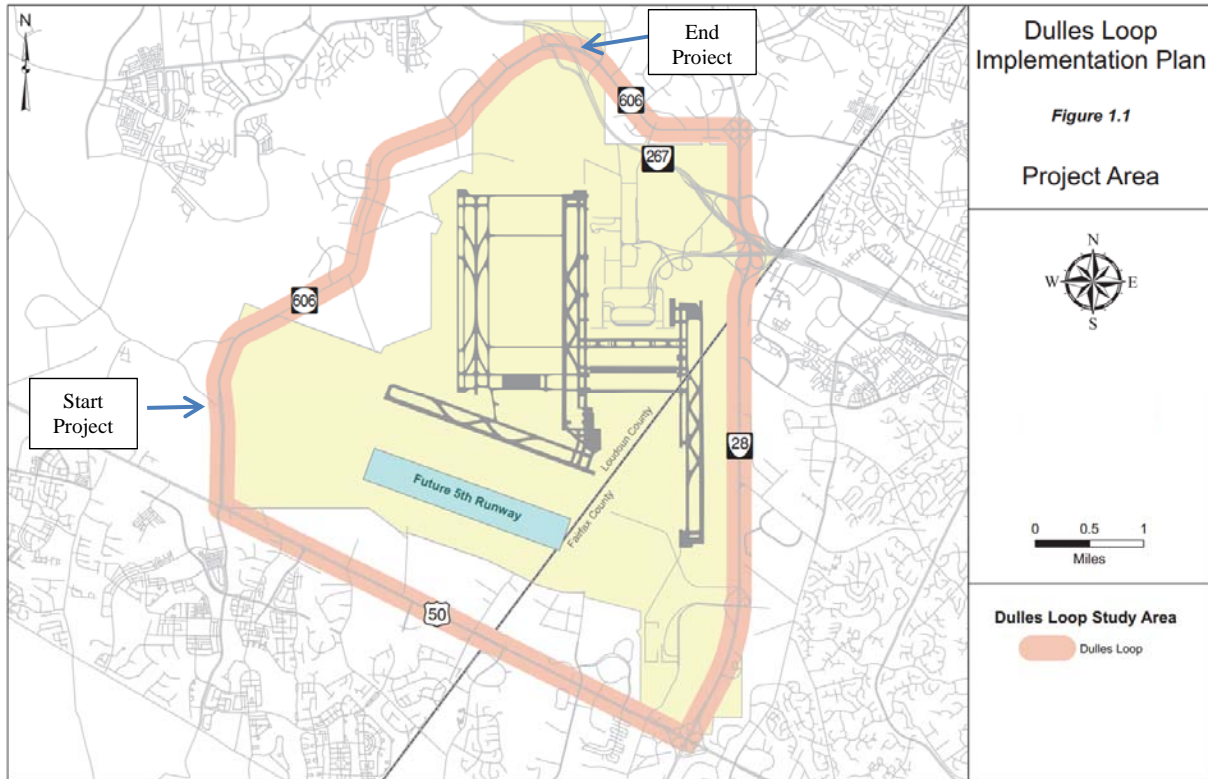 N
End
Project
606
267
606
Start
Project
28
Loudoun County
Fairfax County
Future 5th Runway
50
Dulles Loop
Implementation Plan
Figure 1.1
Project Area
N
W
E
S
0 0.5 1
Miles
Dulles Loop Study Area
Dulles Loop